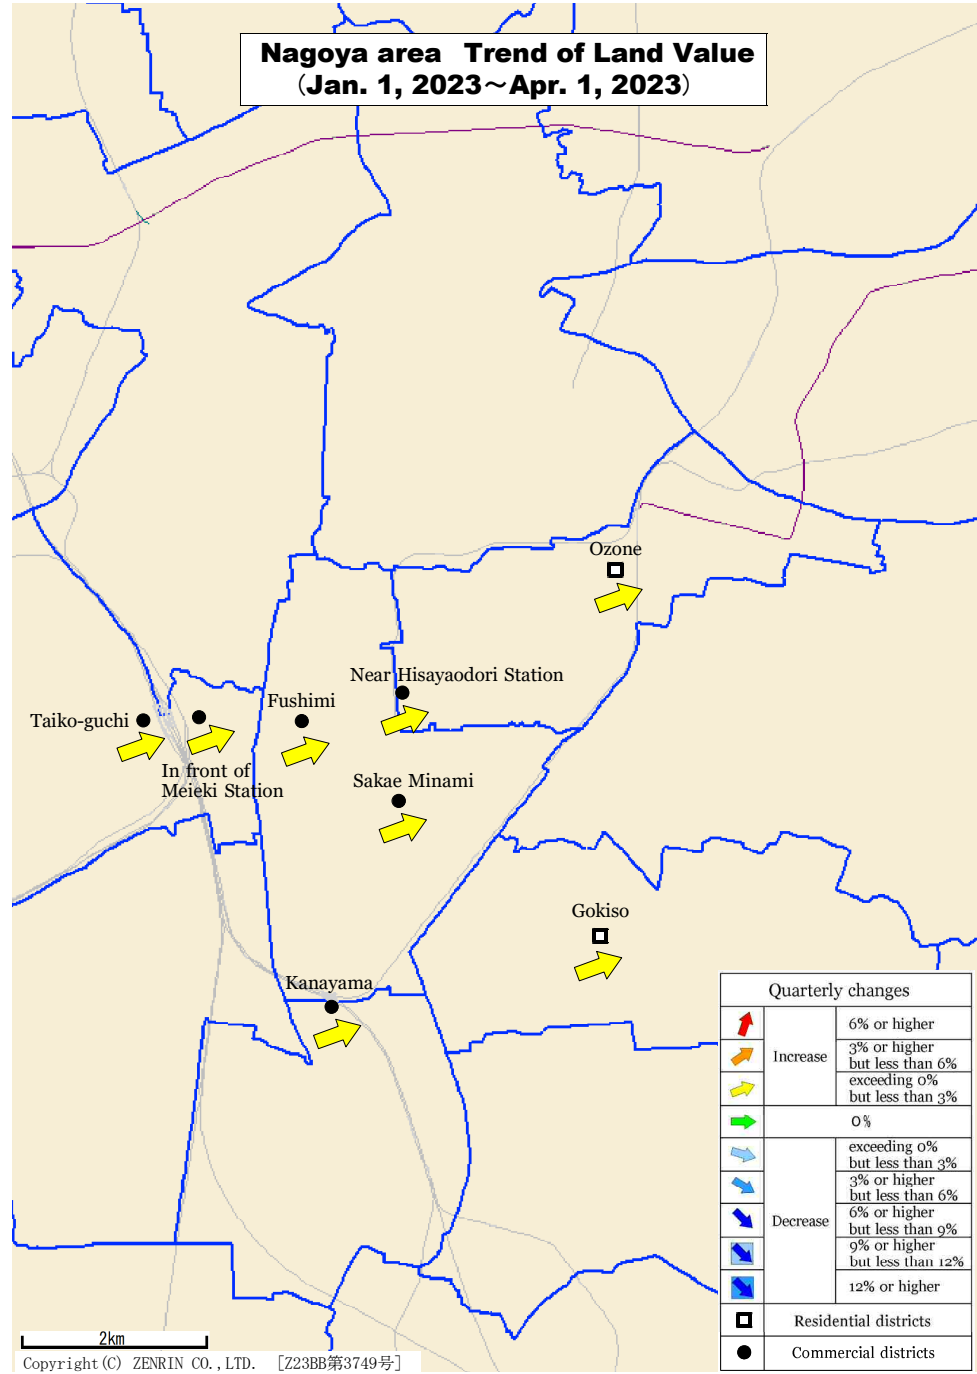 Nagoya area Trend of Land Value
（Jan. 1, 2023～Apr. 1, 2023）
Ozone
Near Hisayaodori Station
Fushimi
Taiko-guchi
In front of
Meieki Station
Sakae Minami
Gokiso
Kanayama
Quarterly changes
Increase
6% or higher
3% or higher
but less than 6%
exceeding 0%
but less than 3%
0%
Decrease
exceeding 0%
but less than 3%
3% or higher
but less than 6%
6% or higher
but less than 9%
9% or higher
but less than 12%
12% or higher
Residential districts
Commercial districts
2km
Copyright(C) ZENRIN CO.,LTD. [Z23BB第3749号]